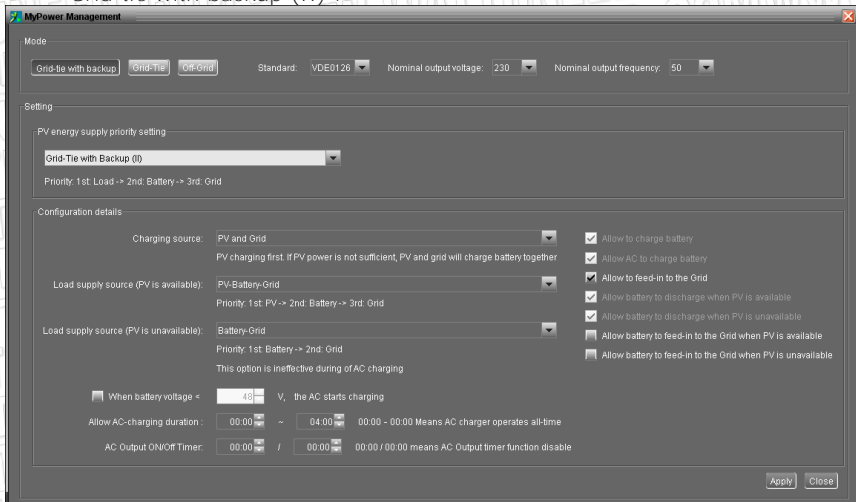 Grid-tie with backup (II) :
MyPower Management
Mode
Grid-tie with backup Grid-Tie Off-Grid Standard: VDE0126 Nominal output voltage: 230 Nominal output frequency: 50
Setting
PV energy supply priority setting
Grid-Tie with Backup (II)
Priority: 1st: Load -> 2nd: Battery -> 3rd: Grid
Configuration details
Charging source: PV and Grid
PV charging first. If PV power is not sufficient, PV and grid will charge battery together
Load supply source (PV is available): PV-Battery-Grid
Priority: 1st: PV -> 2nd: Battery -> 3rd: Grid
Load supply source (PV is unavailable): Battery-Grid
Priority: 1st: Battery -> 2nd: Grid
This option is ineffective during of AC charging
When battery voltage < 48 V, the AC starts charging
Allow AC-charging duration : 00:00 ~ 04:00 00:00 - 00:00 Means AC charger operates all-time
AC Output ON/Off Timer: 00:00 / 00:00 00:00 / 00:00 means AC Output timer function disable
Allow to charge battery
Allow AC to charge battery
Allow to feed-in to the Grid
Allow battery to discharge when PV is available
Allow battery to discharge when PV is unavailable
Allow battery to feed-in to the Grid when PV is available
Allow battery to feed-in to the Grid when PV is unavailable
Apply Close